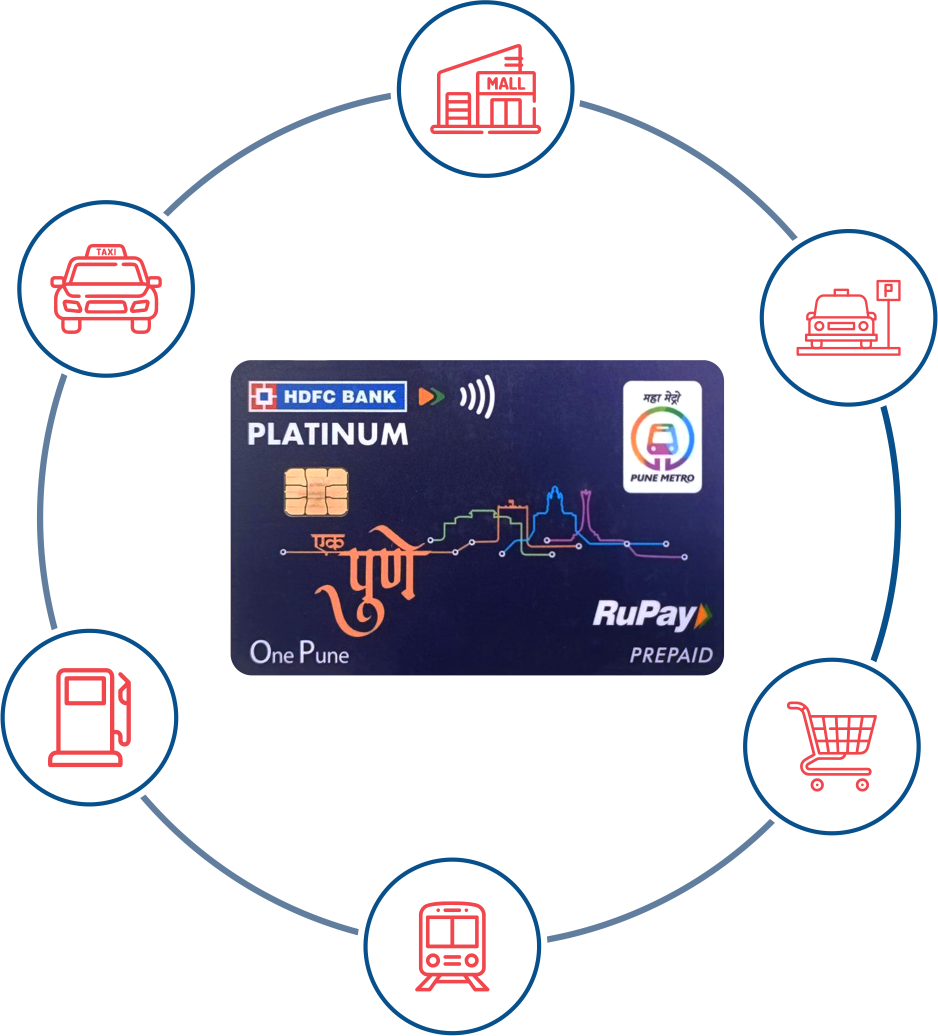 MALL
TAXI
P
HDFC BANK
PLATINUM
महा मेट्रो
PUNE METRO
एक
पुणे
RuPay
One Pune
PREPAID